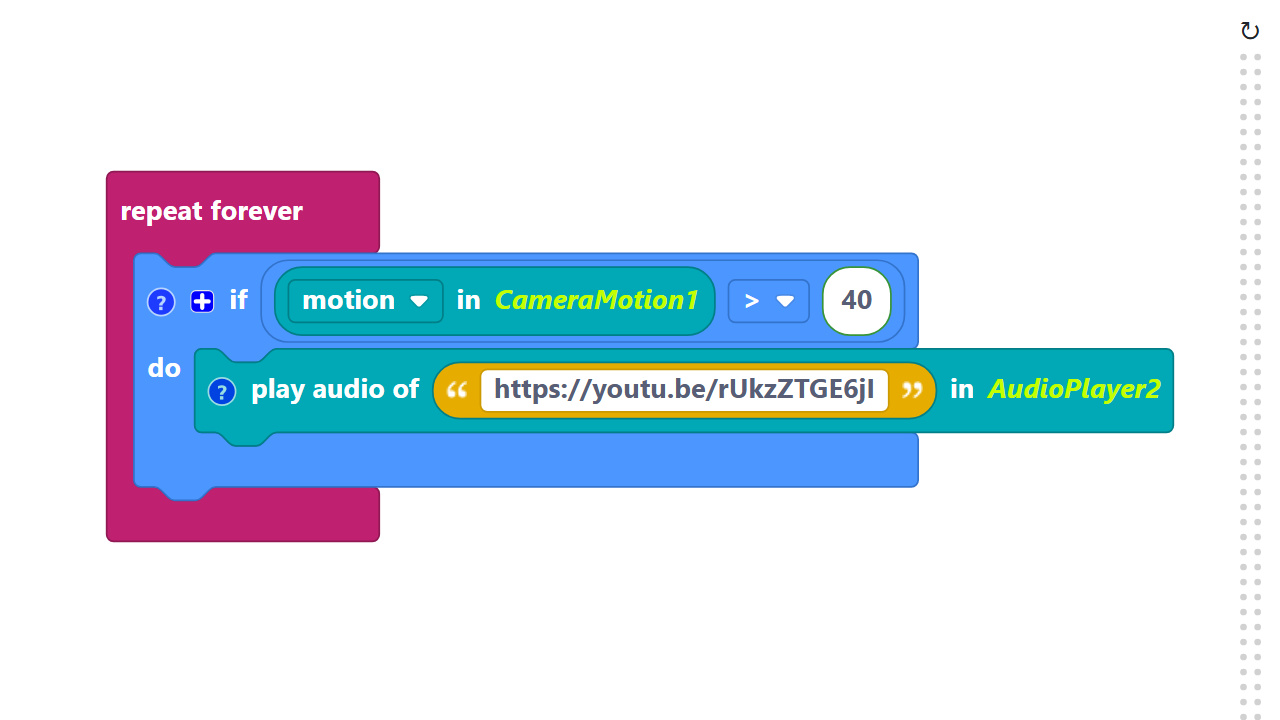 repeat forever
? + if motion in CameraMotion1 > 40
do ? play audio of “ https://youtu.be/rUkzZTGE6jI ” in AudioPlayer2